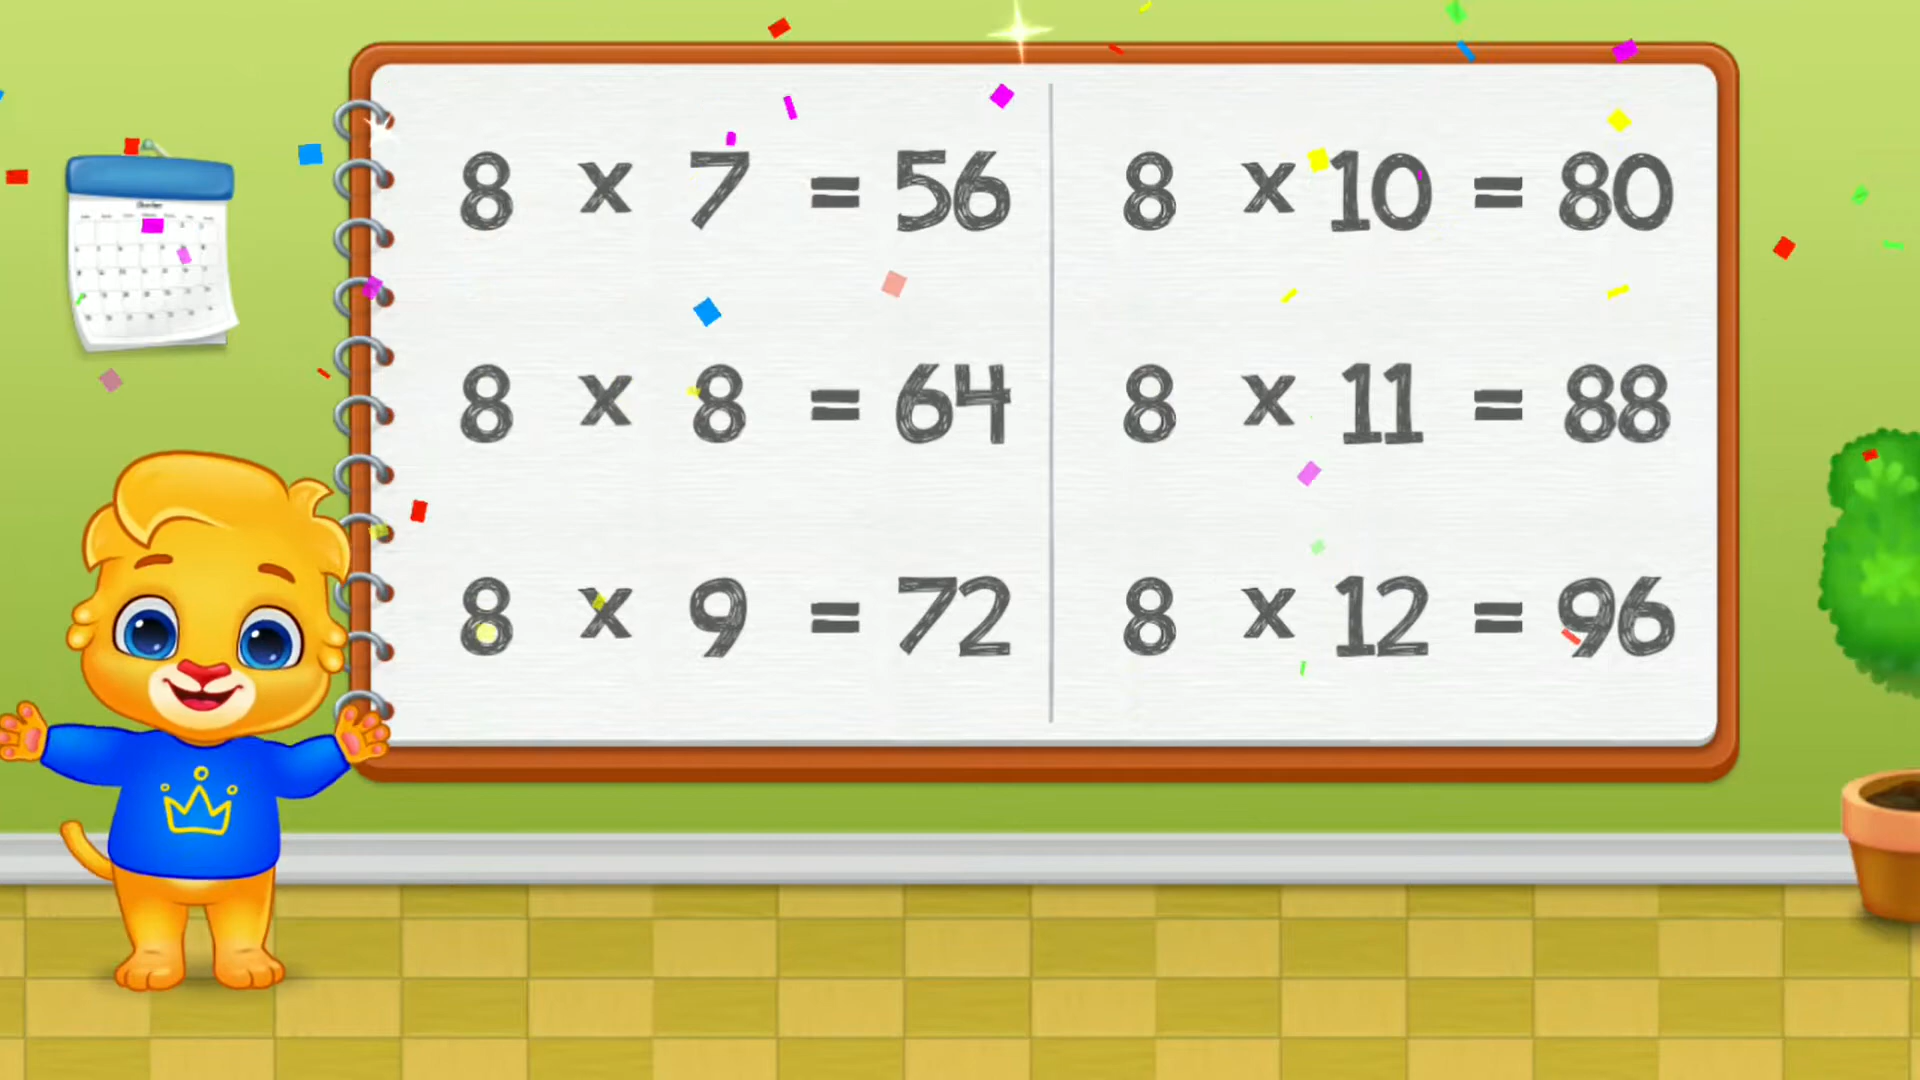 8 x 7 = 56
8 x 8 = 64
8 x 9 = 72
8 x 10 = 80
8 x 11 = 88
8 x 12 = 96